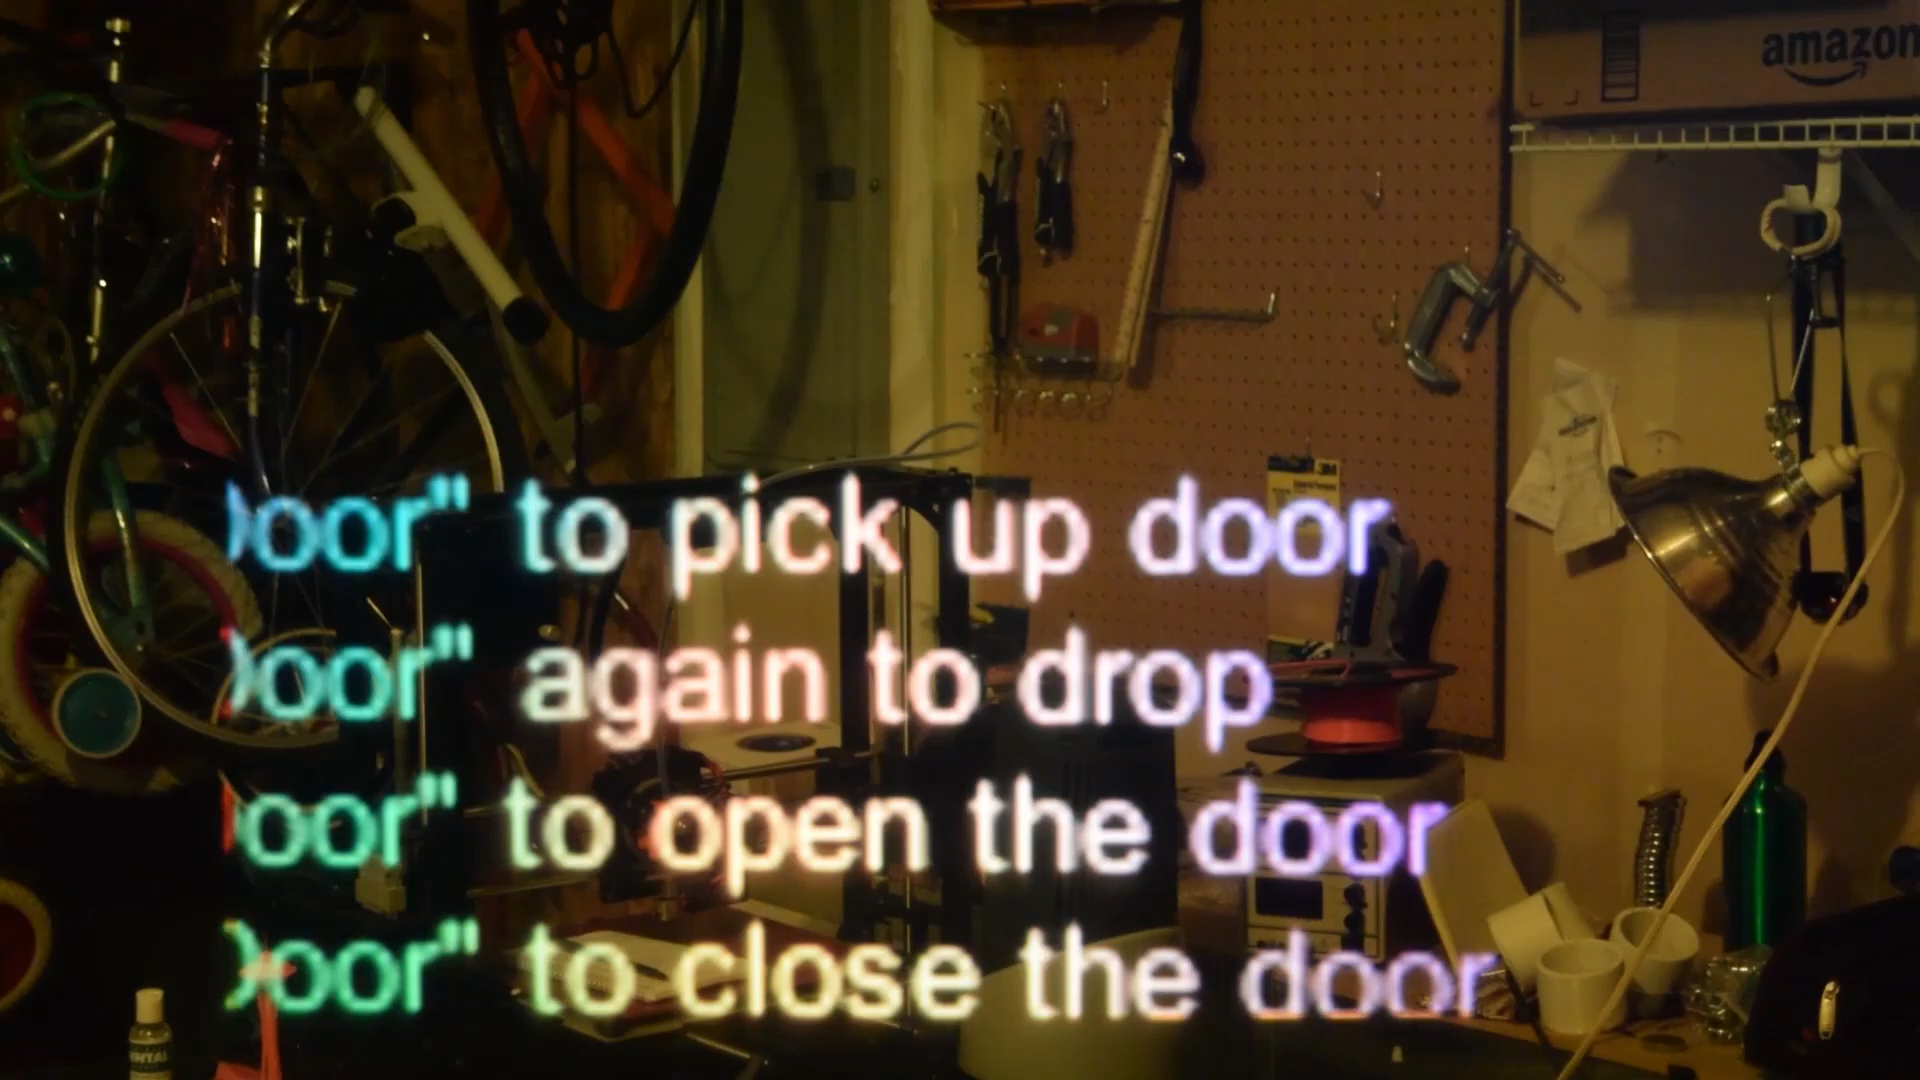 amazon
3M
oor" to pick up door
oor" again to drop
oor" to open the door
oor" to close the door